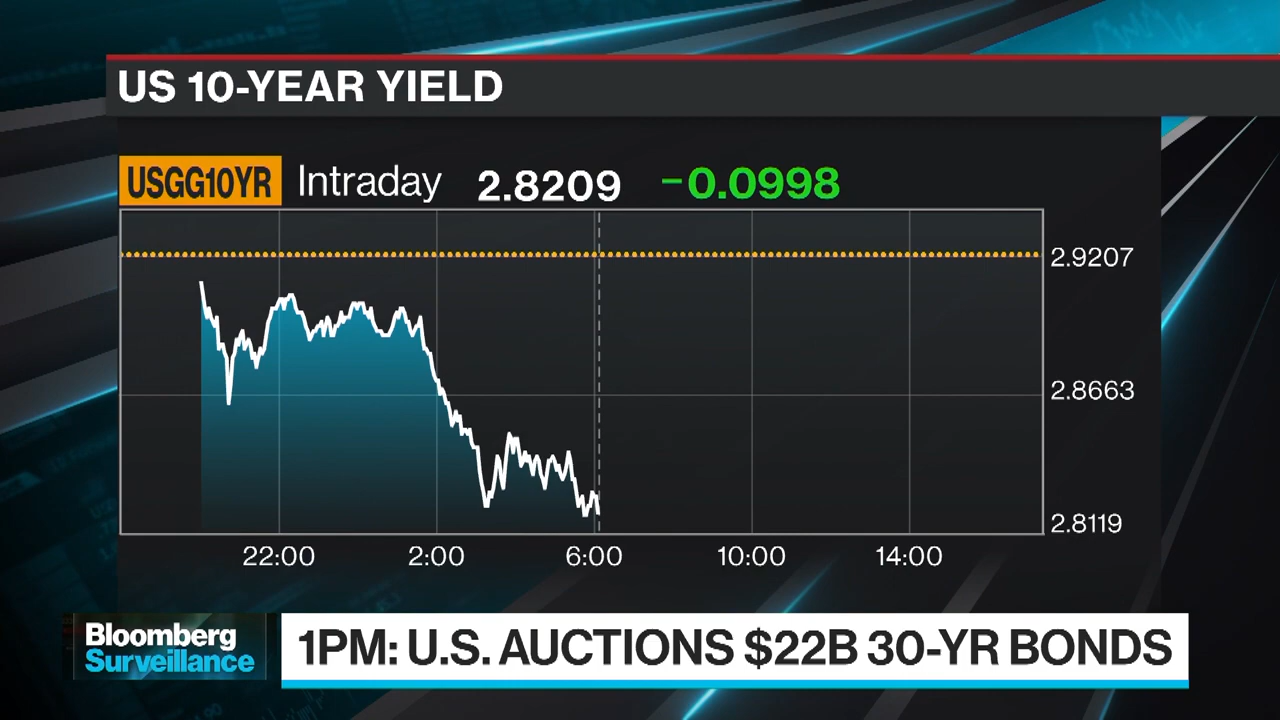 US 10-YEAR YIELD
USGG10YR Intraday 2.8209 -0.0998
2.9207
2.8663
2.8119
22:00 2:00 6:00 10:00 14:00
Bloomberg
Surveillance
1PM: U.S. AUCTIONS $22B 30-YR BONDS